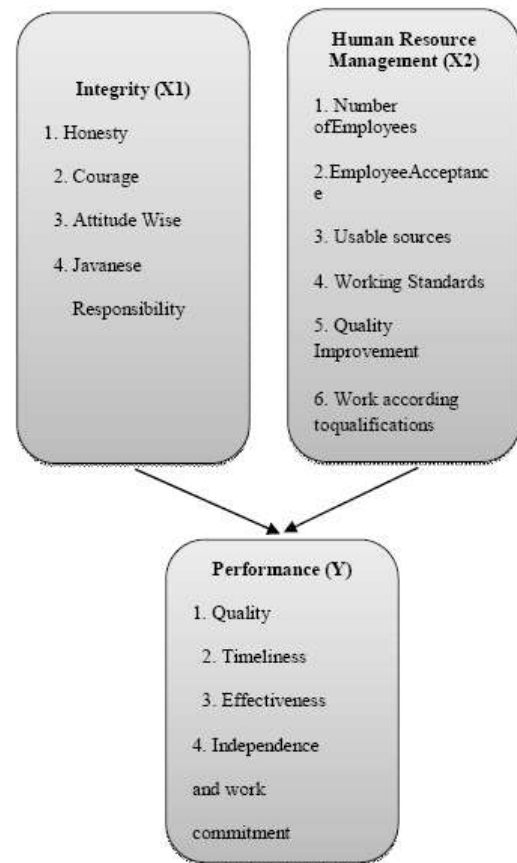 Integrity (X1)
1. Honesty
2. Courage
3. Attitude Wise
4. Javanese
Responsibility
Human Resource
Management (X2)
1. Number
ofEmployees
2.EmployeeAcceptanc
e
3. Usable sources
4. Working Standards
5. Quality
Improvement
6. Work according
toqualifications
Performance (Y)
1. Quality
2. Timeliness
3. Effectiveness
4. Independence
and work
commitment